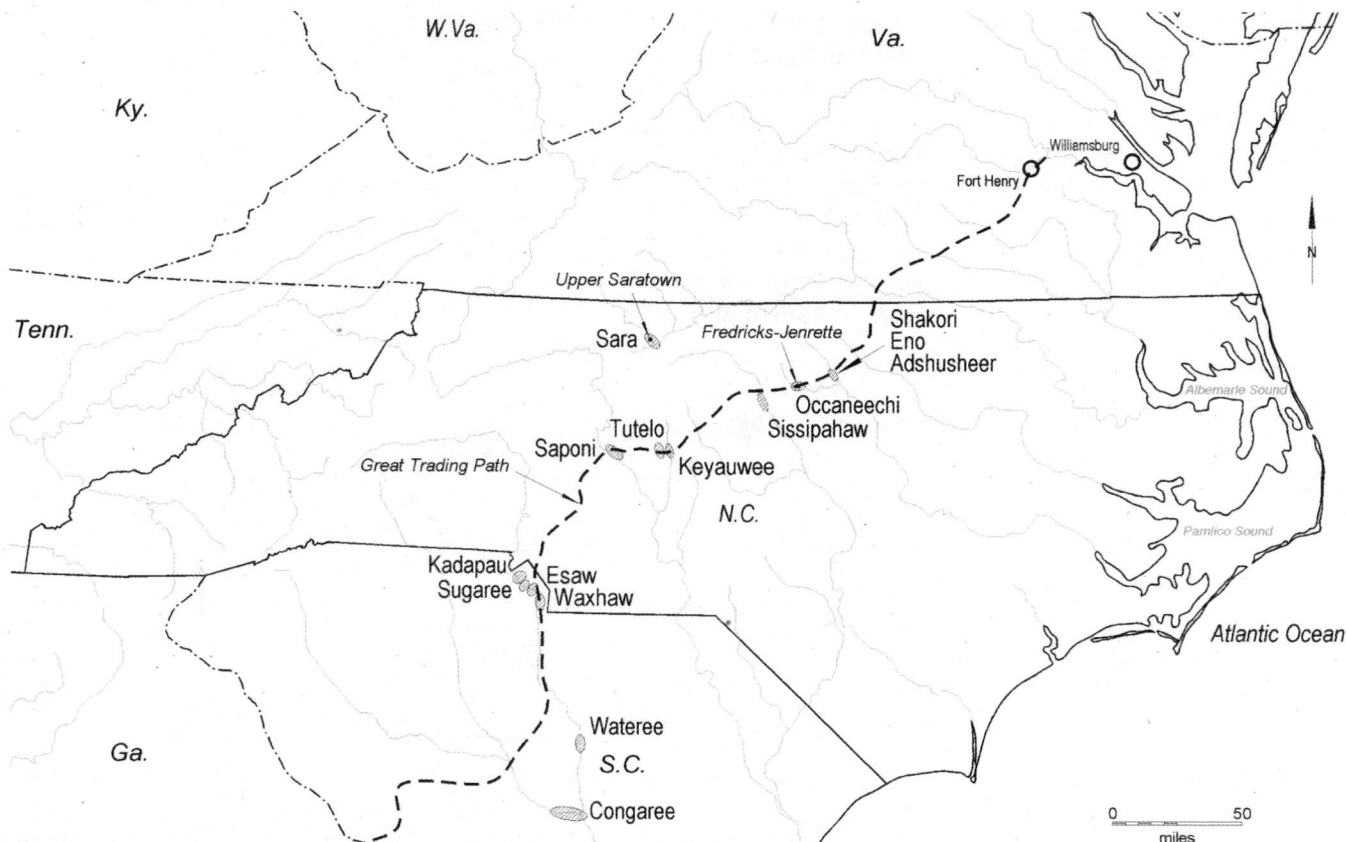 W.Va.
Va.
Ky.
Williamsburg
Fort Henry
N
Upper Saratown
Tenn.
Sara
Fredricks-Jenrette
Shakori
Eno
Adshusheer
Albemarle Sound
Occaneechi
Sissipahaw
Tutelo
Saponi
Keyauwee
Great Trading Path
N.C.
Pamlico Sound
Kadapau
Sugaree
Esaw
Waxhaw
Atlantic Ocean
Wateree
Ga.
S.C.
Congaree
0 50
miles